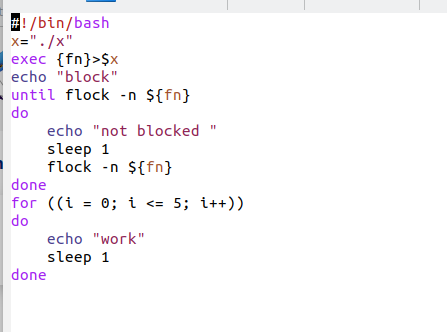 #!/bin/bash
x="./x"
exec {fn}>$x
echo "block"
until flock -n ${fn}
do
    echo "not blocked "
    sleep 1
    flock -n ${fn}
done
for ((i = 0; i <= 5; i++))
do
    echo "work"
    sleep 1
done